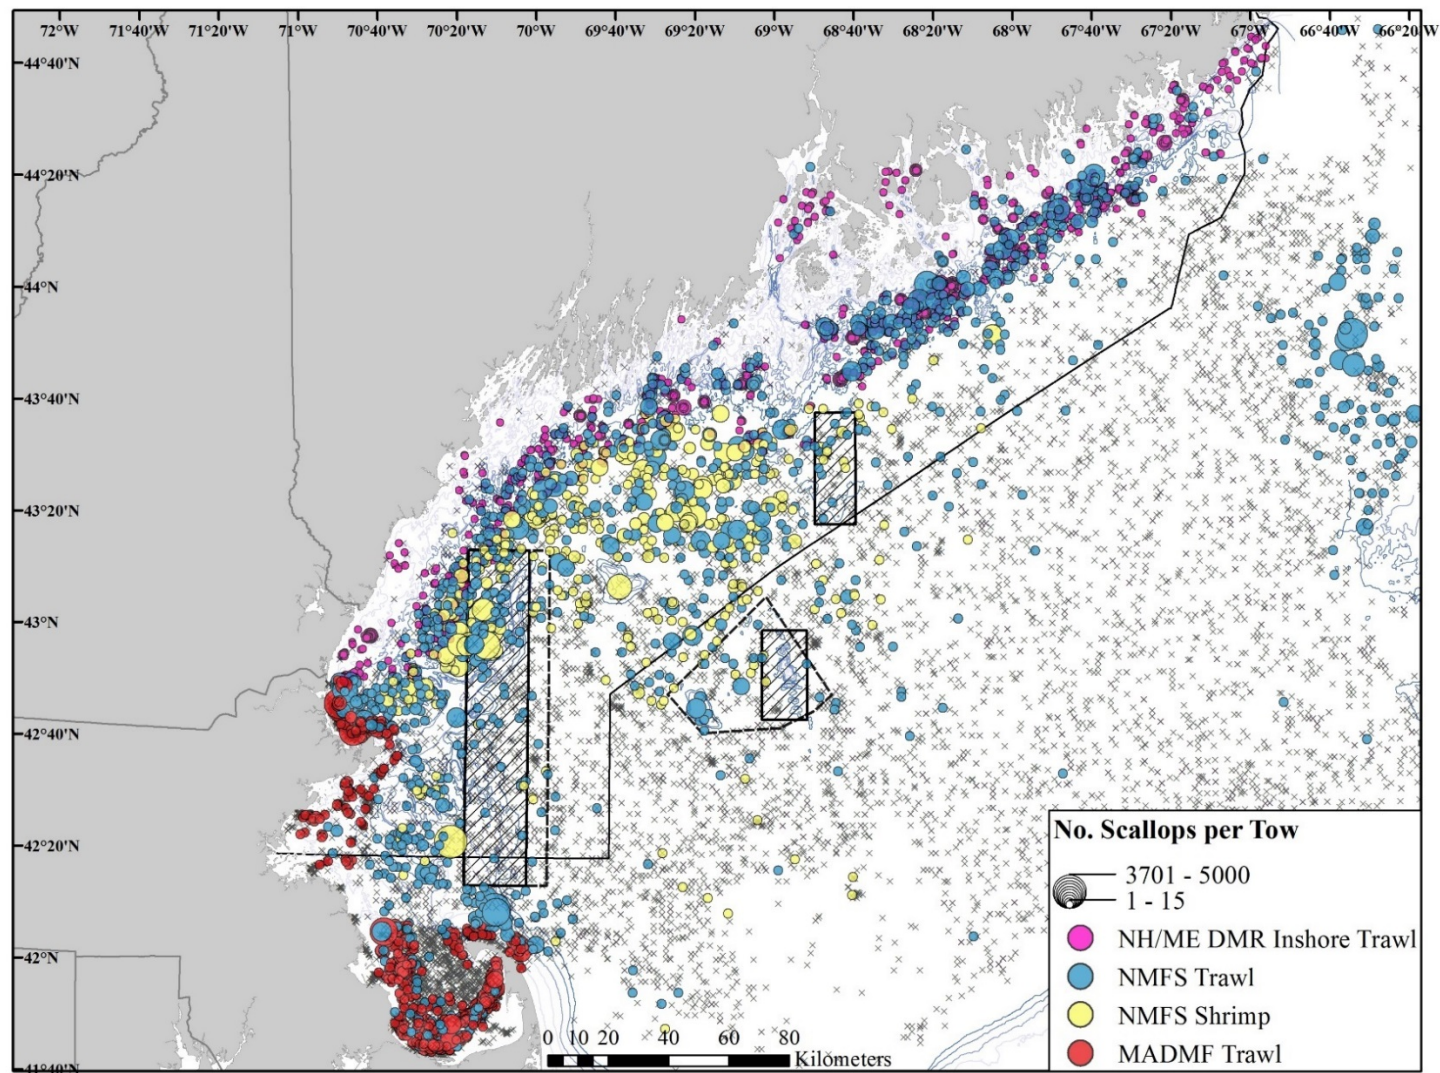 72°W 71°40'W 71°20'W 71°W 70°40'W 70°20'W 70°W 69°40'W 69°20'W 69°W 68°40'W 68°20'W 68°W 67°40'W 67°20'W 67°W 66°40'W 66°20'W
44°40'N
44°20'N
44°N
43°40'N
43°20'N
43°N
42°40'N
42°20'N
42°N
41°40'N
0 10 20 40 60 80
Kilometers
No. Scallops per Tow
3701 - 5000
1 - 15
NH/ME DMR Inshore Trawl
NMFS Trawl
NMFS Shrimp
MADMF Trawl